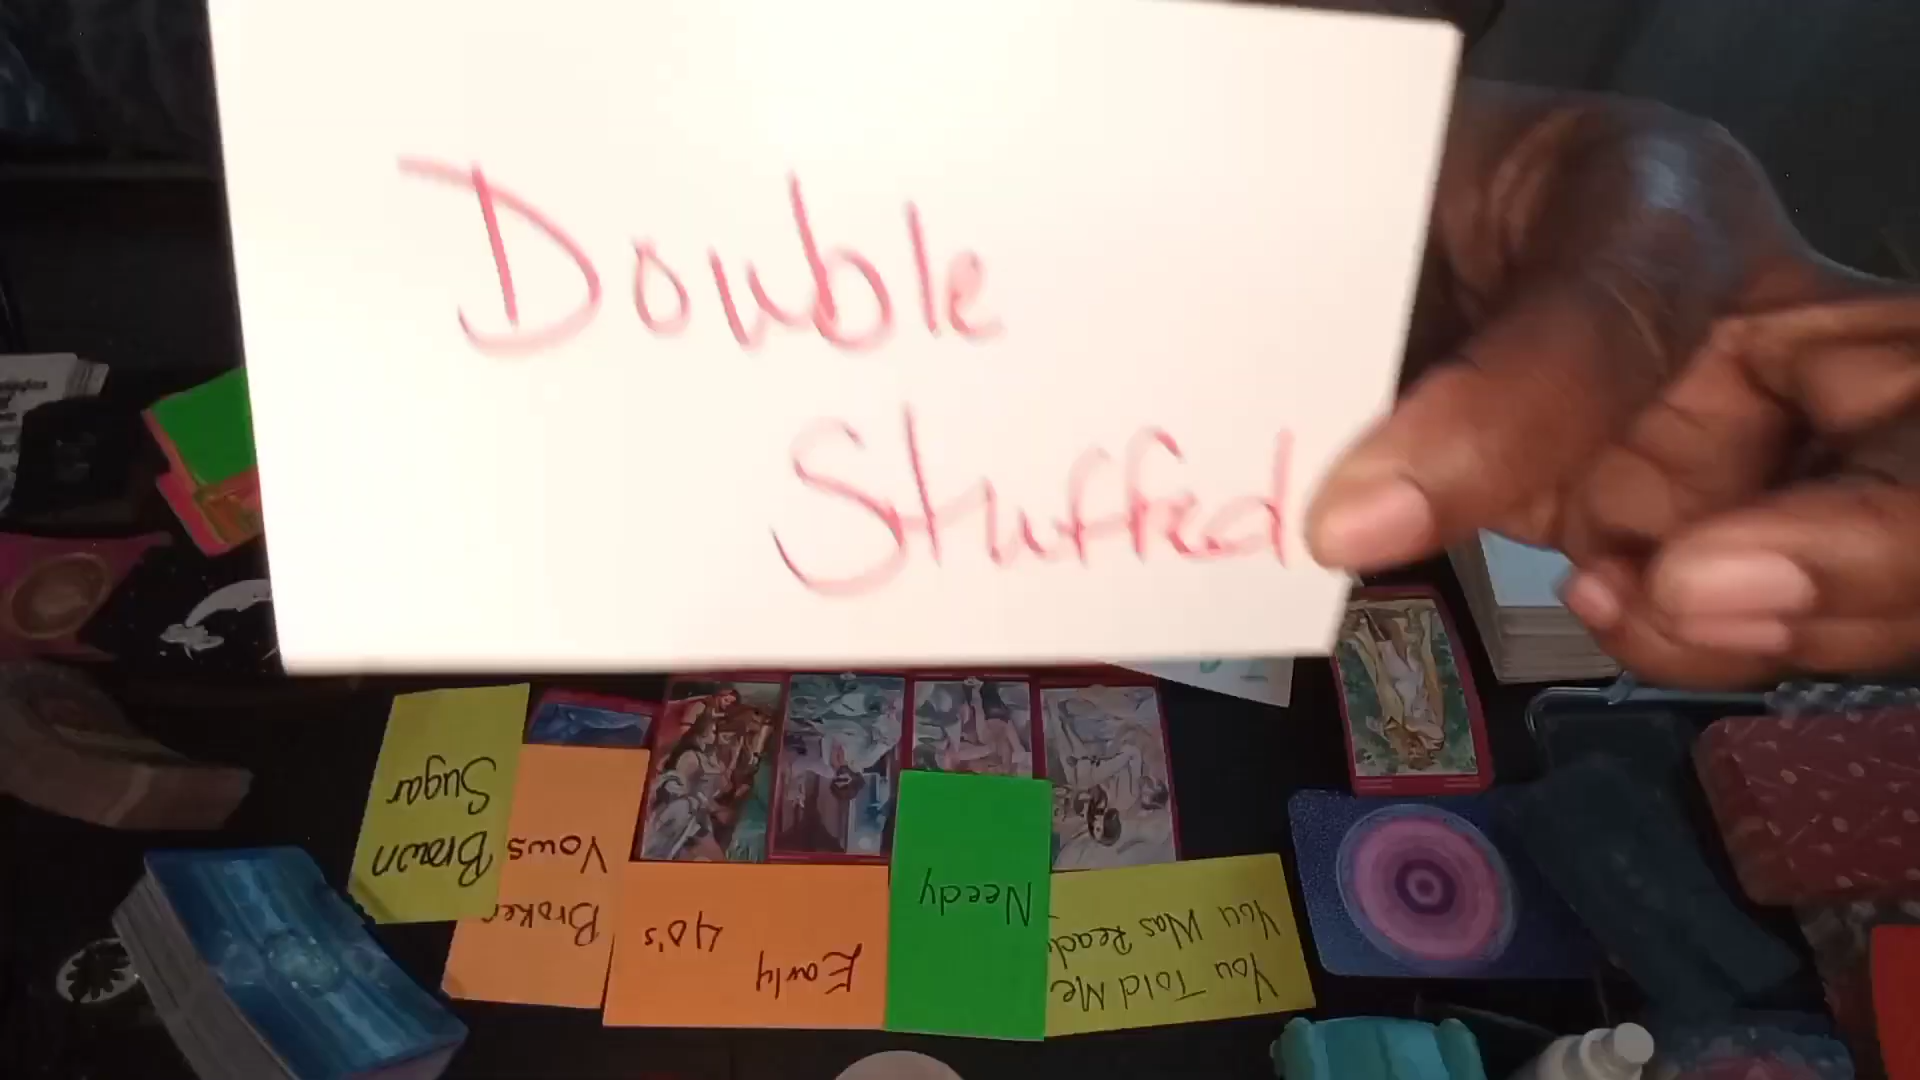 Double
Stuffed
Brown
Sugar
Broken
Vows
Early
40's
Needy
You Told Me
You Was Ready